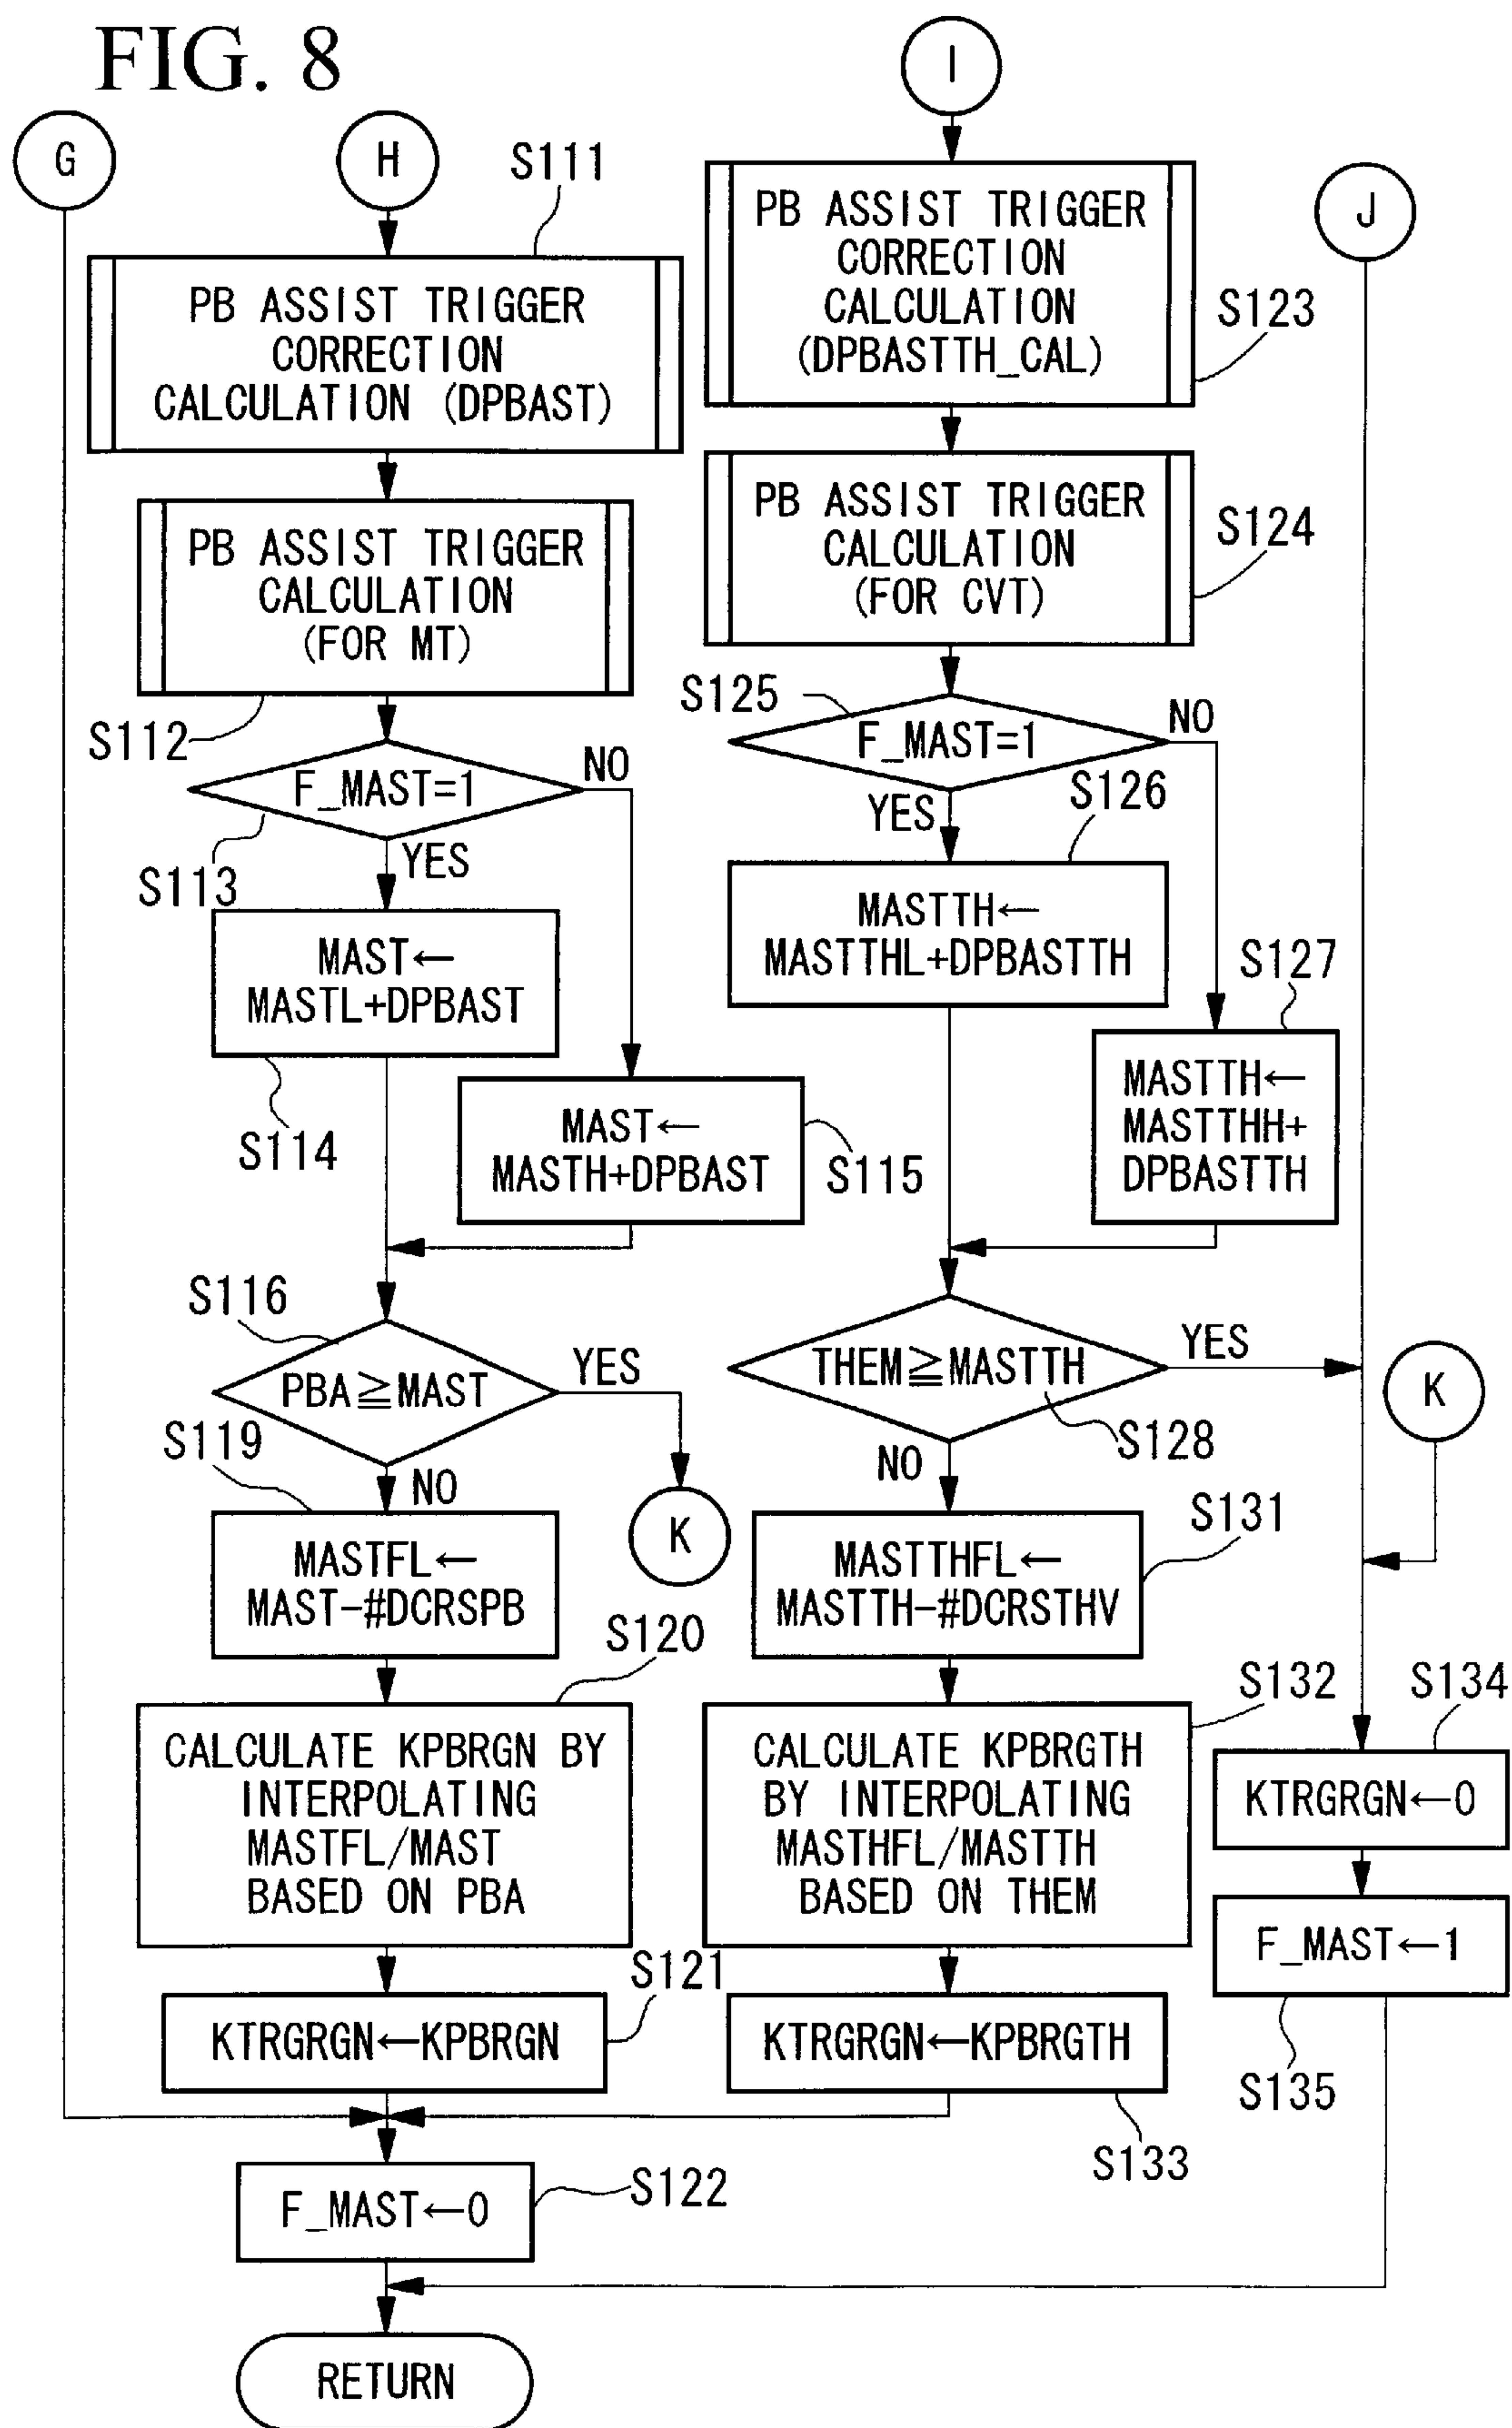 FIG. 8
G
H
S111
PB ASSIST TRIGGER
CORRECTION
CALCULATION (DPBAST)
PB ASSIST TRIGGER
CALCULATION
(FOR MT)
S112
F_MAST=1
NO
S113
YES
MAST←
MASTL+DPBAST
S114
MAST←
MASTH+DPBAST
S115
S116
PBA≧MAST
YES
K
S119
NO
MASTFL←
MAST-#DCRSPB
S120
CALCULATE KPBRGN BY
INTERPOLATING
MASTFL/MAST
BASED ON PBA
S121
KTRGRGN←KPBRGN
F_MAST←0
S122
RETURN
I
PB ASSIST TRIGGER
CORRECTION
CALCULATION
(DPBASTTH_CAL)
S123
PB ASSIST TRIGGER
CALCULATION
(FOR CVT)
S124
S125
F_MAST=1
NO
YES
S126
MASTTH←
MASTTHL+DPBASTTH
S127
MASTTH←
MASTTHH+
DPBASTTH
THEM≧MASTTH
YES
S128
NO
MASTTHFL←
MASTTH-#DCRSTHV
S131
CALCULATE KPBRGTH
BY INTERPOLATING
MASTHFL/MASTTH
BASED ON THEM
S132
KTRGRGN←KPBRGTH
S133
J
K
S134
KTRGRGN←0
F_MAST←1
S135